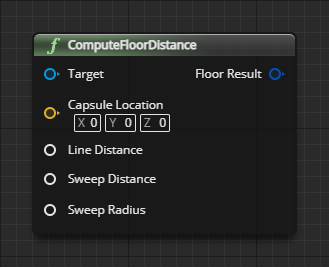 ComputeFloorDistance
Target Floor Result
Capsule Location
X 0 Y 0 Z 0
Line Distance
Sweep Distance
Sweep Radius